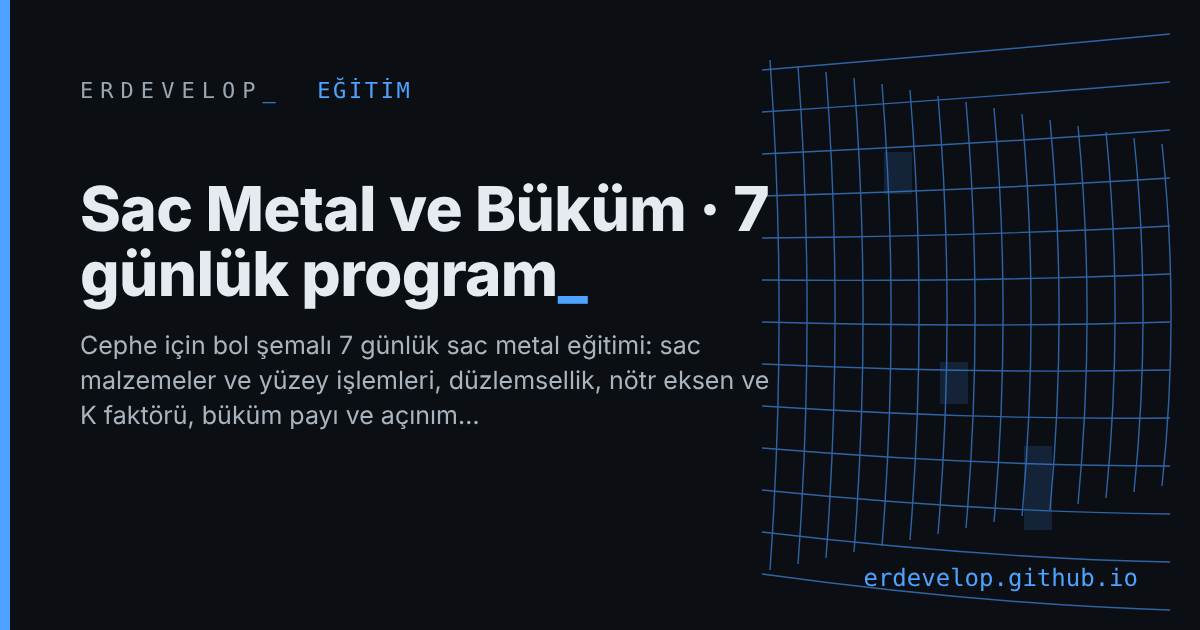 ERDEVELOP_ EĞİTİM
Sac Metal ve Büküm · 7
günlük program_
Cephe için bol şemalı 7 günlük sac metal eğitimi: sac
malzemeler ve yüzey işlemleri, düzlemsellik, nötr eksen ve
K faktörü, büküm payı ve açınım...
erdevelop.github.io